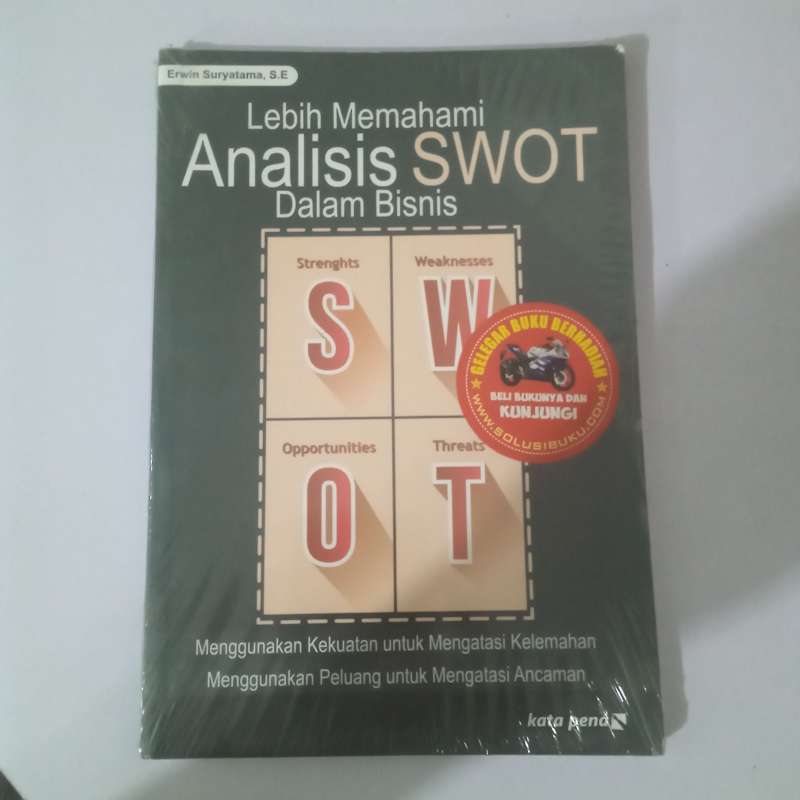 Erwin Suryatama, S.E
Lebih Memahami
Analisis SWOT
Dalam Bisnis
Strenghts
S
Weaknesses
W
Opportunities
O
Threats
T
GELEGAR BUKU BERHADIAH
BELI BUKUNYA DAN
KUNJUNGI
WWW.SOLUSIBUKU.COM
Menggunakan Kekuatan untuk Mengatasi Kelemahan
Menggunakan Peluang untuk Mengatasi Ancaman
kata pena